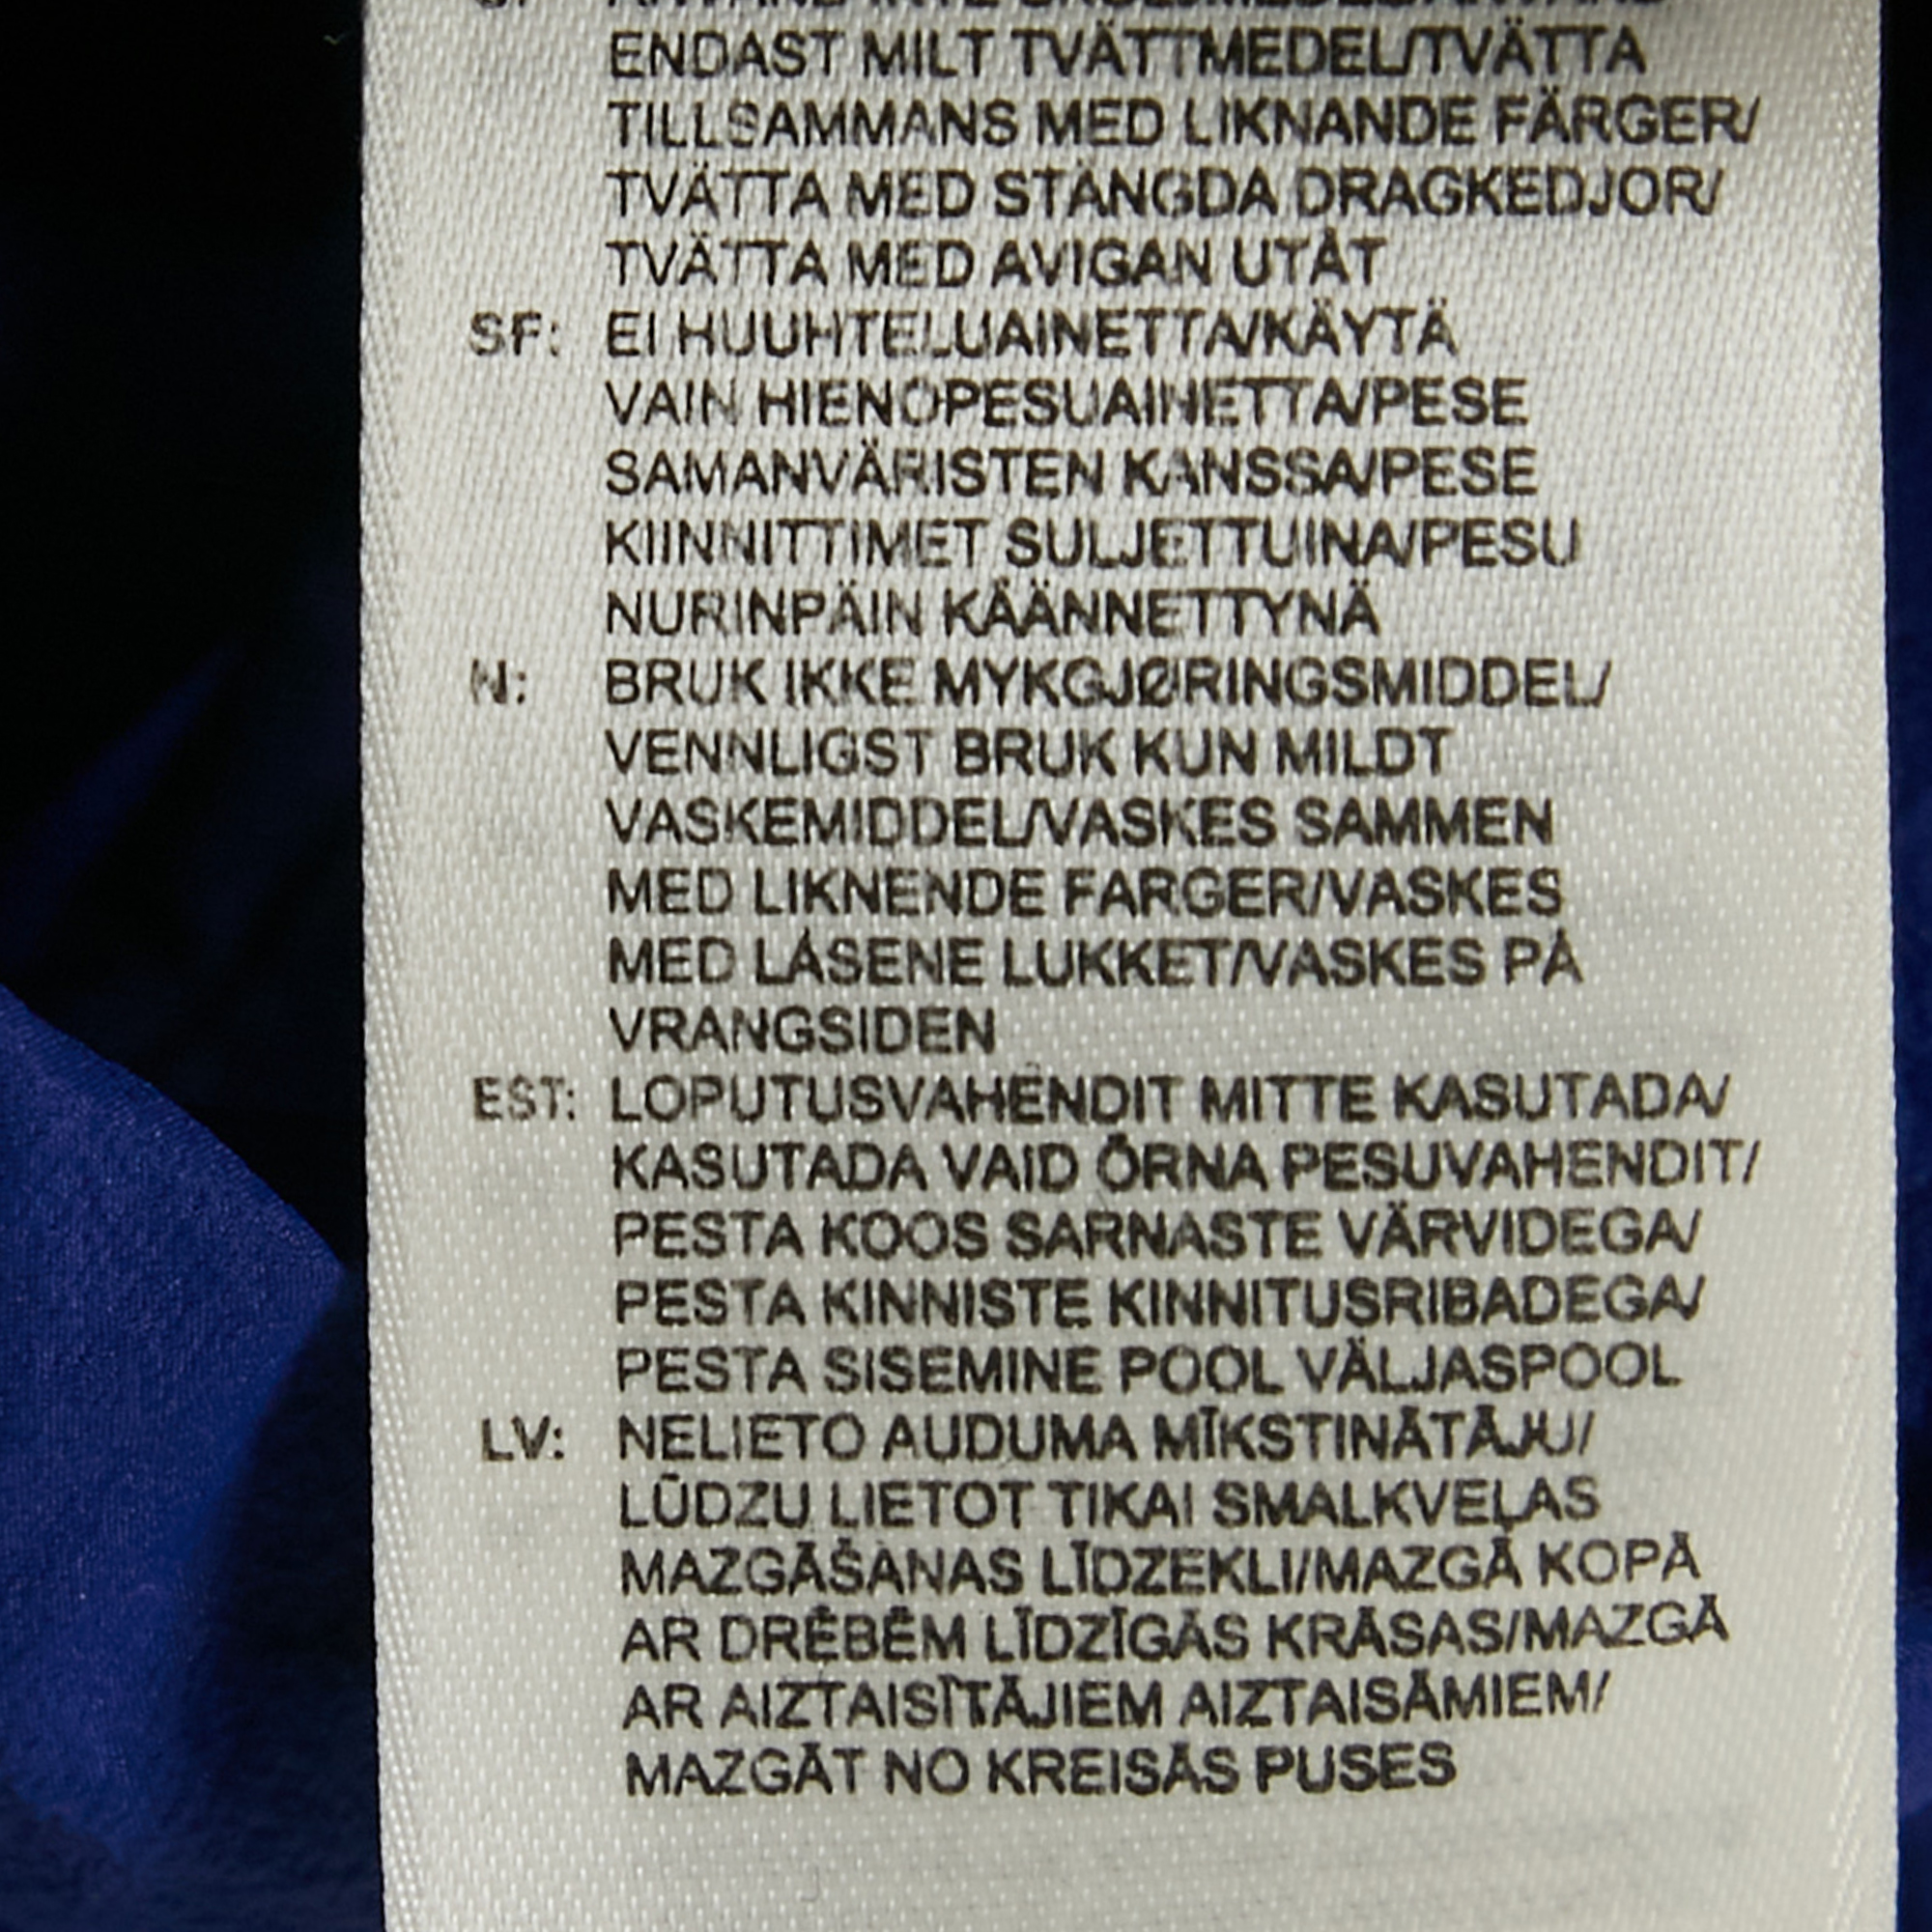 ENDAST MILT TVÄTTMEDEL/TVÄTTA
TILLSAMMANS MED LIKNANDE FÄRGER/
TVÄTTA MED STÄNGDA DRAGKEDJOR/
TVÄTTA MED AVIGAN UTÅT
SF: EI HUUHTELUAINETTA/KÄYTÄ
VAIN HIENOPESUAINETTA/PESE
SAMANVÄRISTEN KANSSA/PESE
KIINNITTIMET SULJETTUINA/PESU
NURINPÄIN KÄÄNNETTYNÄ
N: BRUK IKKE MYKGJØRINGSMIDDEL/
VENNLIGST BRUK KUN MILDT
VASKEMIDDEL/VASKES SAMMEN
MED LIKNENDE FARGER/VASKES
MED LÅSENE LUKKET/VASKES PÅ
VRANGSIDEN
EST: LOPUTUSVAHENDIT MITTE KASUTADA/
KASUTADA VAID ÕRNA PESUVAHENDIT/
PESTA KOOS SARNASTE VÄRVIDEGA/
PESTA KINNISTE KINNITUSRIBADEGA/
PESTA SISEMINE POOL VÄLJASPOOL
LV: NELIETO AUDUMA MĪKSTINĀTĀJU/
LŪDZU LIETOT TIKAI SMALKVEĻAS
MAZGĀŠANAS LĪDZEKLI/MAZGĀ KOPĀ
AR DRĒBĒM LĪDZĪGĀS KRĀSAS/MAZGĀ
AR AIZTAISĪTĀJIEM AIZTAISĀMIEM/
MAZGĀT NO KREISĀS PUSES